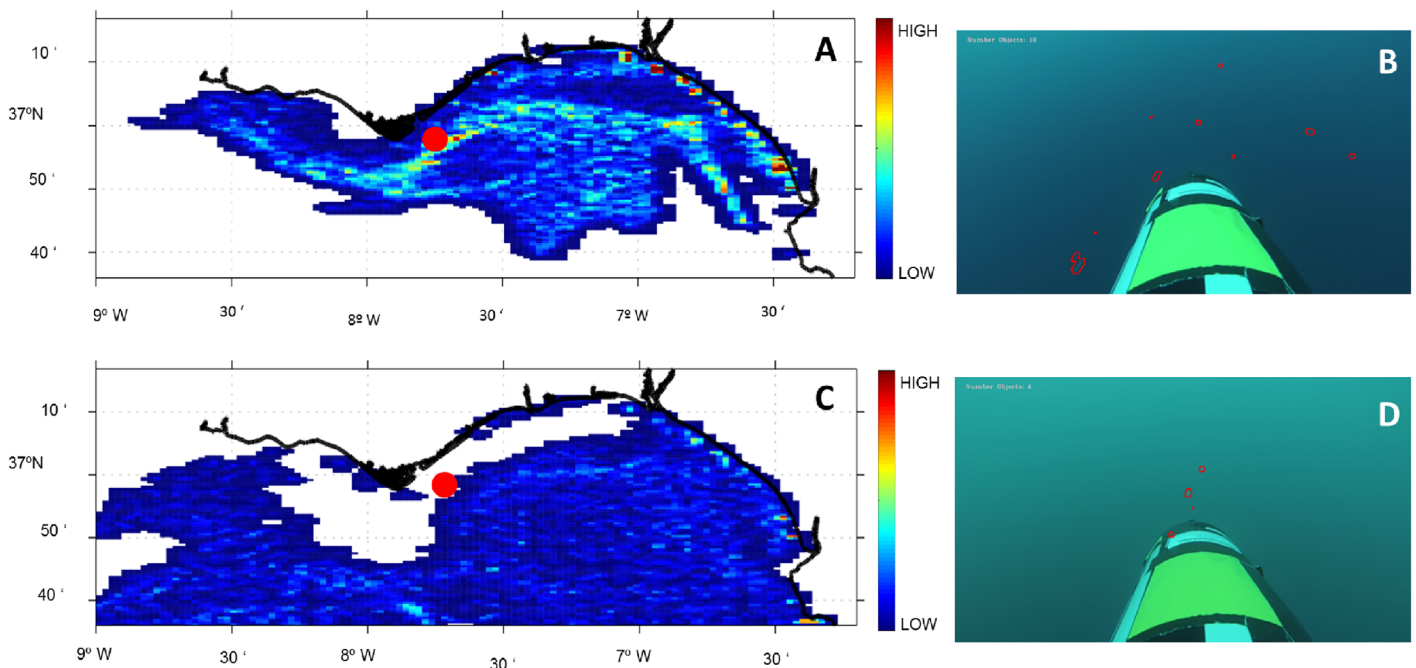 A
HIGH
LOW
10 '
37ºN
50 '
40 '
9º W
30 '
8º W
30 '
7º W
30 '
Number Objects: 10
B
C
HIGH
LOW
10 '
37ºN
50 '
40 '
9º W
30 '
8º W
30 '
7º W
30 '
Number Objects: 4
D